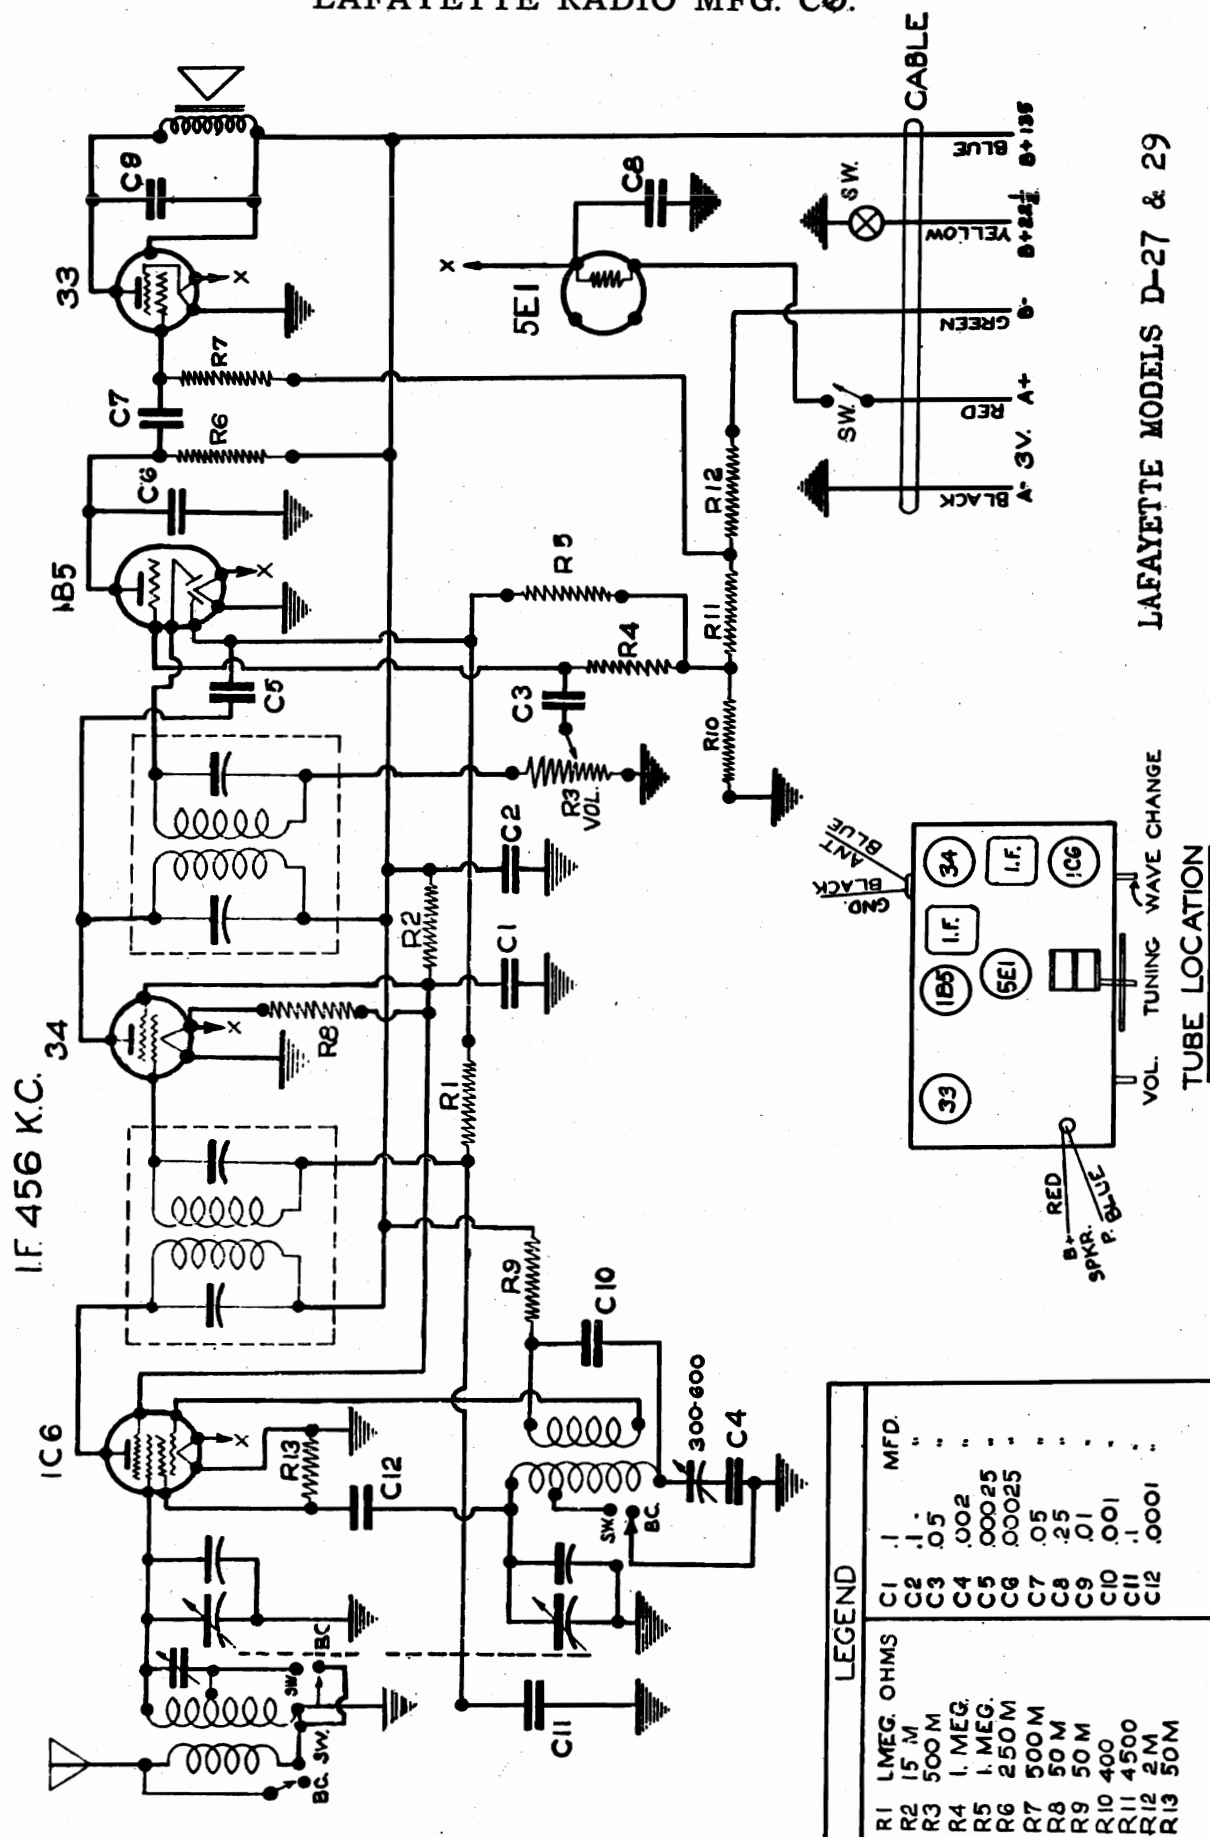 LAFAYETTE RADIO MFG. CO.
I.F. 456 K.C.
1C6
34
1B5
33
C9
C7
R7
R6
C6
C5
R8
R13
C12
R2
R1
C1
C2
C3
R3
VOL.
R4
R5
R9
C10
300-600
C4
SW.
BC.
SW.
BC
BC.
SW.
C11
R10
R11
R12
5E1
C8
X
X
X
X
X
SW.
SW.
CABLE
BLACK
RED
GREEN
YELLOW
BLUE
A- 3V. A+ B- B+22½ B+135
LAFAYETTE MODELS D-27 & 29
GND. BLACK
ANT BLUE
33
1B5
I.F.
34
5E1
I.F.
1C6
B+ RED
SPKR.
P. BLUE
VOL. TUNING WAVE CHANGE
TUBE LOCATION
LEGEND
R1 1.MEG. OHMS
R2 15 M
R3 500 M
R4 1. MEG.
R5 1. MEG.
R6 250 M
R7 500 M
R8 50 M
R9 50 M
R10 400
R11 4500
R12 2 M
R13 50 M
C1 .1 MFD.
C2 .1 "
C3 .05 "
C4 .002 "
C5 .00025 "
C6 .00025 "
C7 .05 "
C8 .25 "
C9 .01 "
C10 .001 "
C11 .1 "
C12 .0001 "